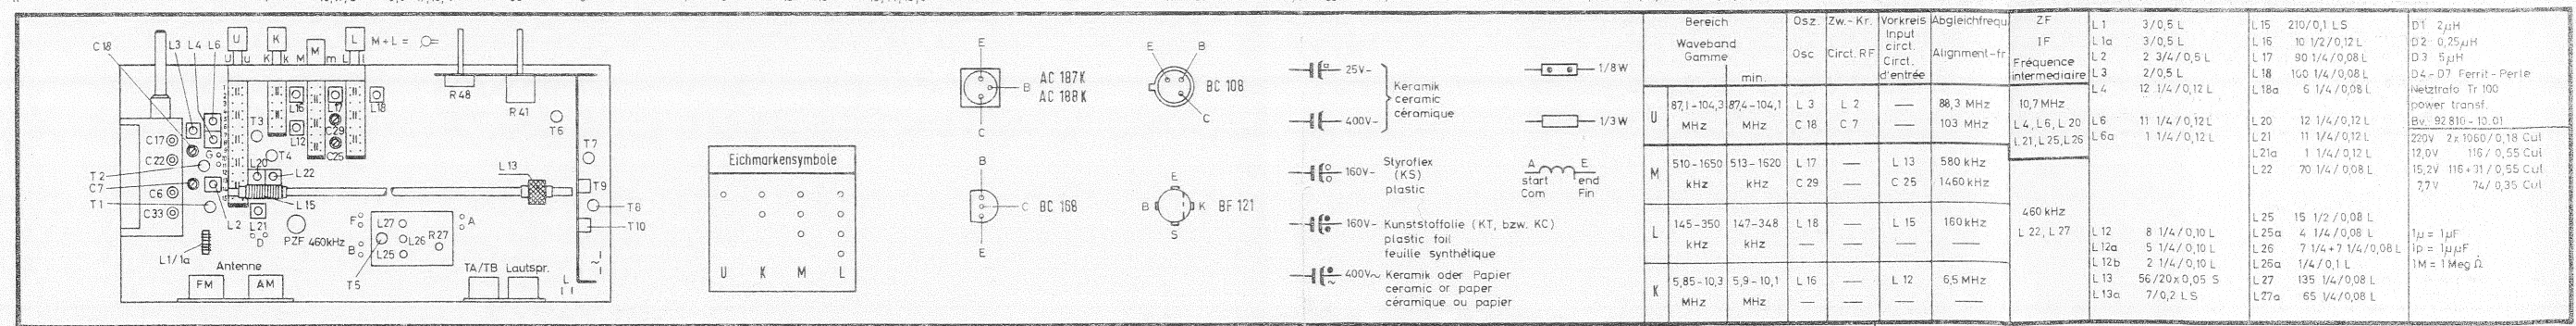 C18 L3 L4 L6
U K M L M+L =
U u K k M m L l
R48
R41
L16 L17 L18
T3
C29
L12
T6
C17
G
T4
C25
T7
C22
L20
L22
L13
T2
C7
T9
C6
T1
L15
T8
C33
L2
L21
D
PZF 460kHz
F
L27
A
L26
R27
B
L25
T10
L1/1a
Antenne
TA/TB Lautspr.
L
FM AM
T5
Eichmarkensymbole
U K M L
E
B
C
AC 187K
AC 188K
B
C
E
BC 168
E B
C
BC 108
E
B K
S
BF 121
25V-
400V-
Keramik
ceramic
céramique
160V-
Styroflex
(KS)
plastic
160V- Kunststoffolie (KT, bzw. KC)
plastic foil
feuille synthétique
400V~ Keramik oder Papier
ceramic or paper
céramique ou papier
1/8 W
1/3 W
A E
start end
Com Fin
Bereich
Waveband
Gamme
min.
Osz.
Osc
Zw.- Kr.
Circt. RF
Vorkreis
Input
circt.
Circt.
d'entrée
Abgleichfrequ.
Alignment-fr
ZF
IF
Fréquence
intermediaire
U 87,1-104,3 87,4-104,1 L 3 L 2 — 88,3 MHz
MHz MHz C 18 C 7 — 103 MHz
10,7 MHz
L 4, L 6, L 20
L 21, L 25, L 26
M 510-1650 513-1620 L 17 — L 13 580 kHz
kHz kHz C 29 — C 25 1460 kHz
L 145-350 147-348 L 18 — L 15 160 kHz
kHz kHz — — — —
K 5,85-10,3 5,9-10,1 L 16 — L 12 6,5 MHz
MHz MHz — — — —
460 kHz
L 22, L 27
L 1 3/0,5 L
L 1a 3/0,5 L
L 2 2 3/4 / 0,5 L
L 3 2/0,5 L
L 4 12 1/4 / 0,12 L
L 6 11 1/4 / 0,12 L
L 6a 1 1/4 / 0,12 L
L 12 8 1/4 / 0,10 L
L 12a 5 1/4 / 0,10 L
L 12b 2 1/4 / 0,10 L
L 13 56/20 x 0,05 S
L 13a 7/0,2 LS
L 15 210/0,1 LS
L 16 10 1/2 / 0,12 L
L 17 90 1/4 / 0,08 L
L 18 100 1/4 / 0,08 L
L 18a 6 1/4 / 0,08 L
L 20 12 1/4 / 0,12 L
L 21 11 1/4 / 0,12 L
L 21a 1 1/4 / 0,12 L
L 22 70 1/4 / 0,08 L
L 25 15 1/2 / 0,08 L
L 25a 4 1/4 / 0,08 L
L 26 7 1/4 + 7 1/4 / 0,08 L
L 26a 1/4 / 0,1 L
L 27 135 1/4 / 0,08 L
L 27a 65 1/4 / 0,08 L
D1 2µH
D2 0,25µH
D3 5µH
D4-D7 Ferrit-Perle
Netztrafo Tr 100
power transf.
Bv. 92 810 - 10.01
220V 2 x 1060 / 0,18 CuL
12,0V 116 / 0,55 CuL
15,2V 116+31 / 0,55 CuL
7,7 V 74 / 0,35 CuL
1µ = 1µF
1p = 1µµF
1M = 1 Meg Ω